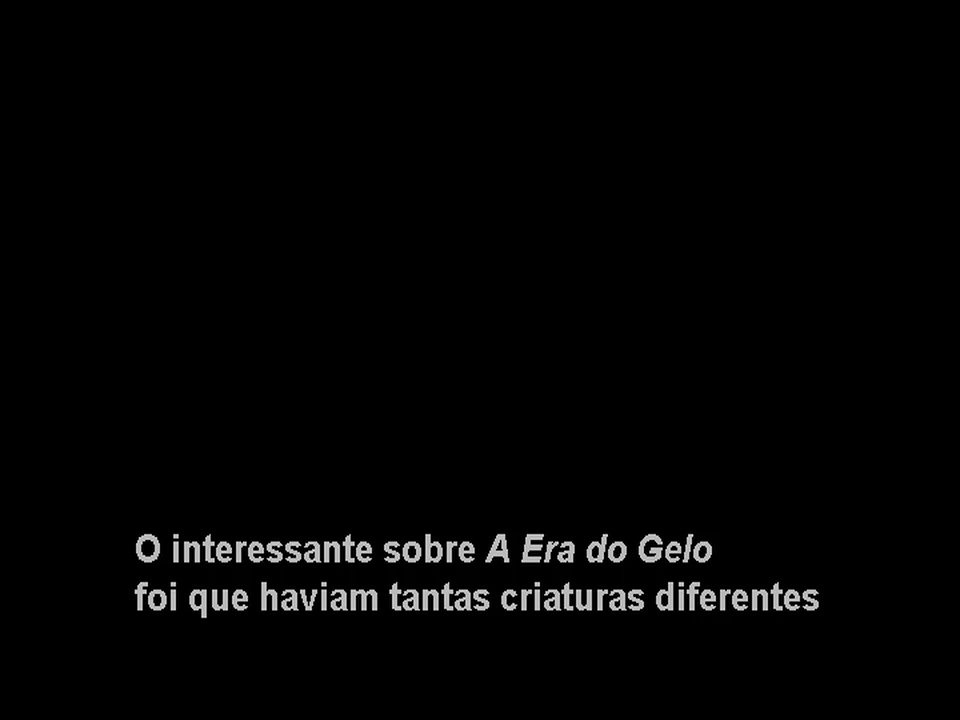 O interessante sobre A Era do Gelo
foi que haviam tantas criaturas diferentes